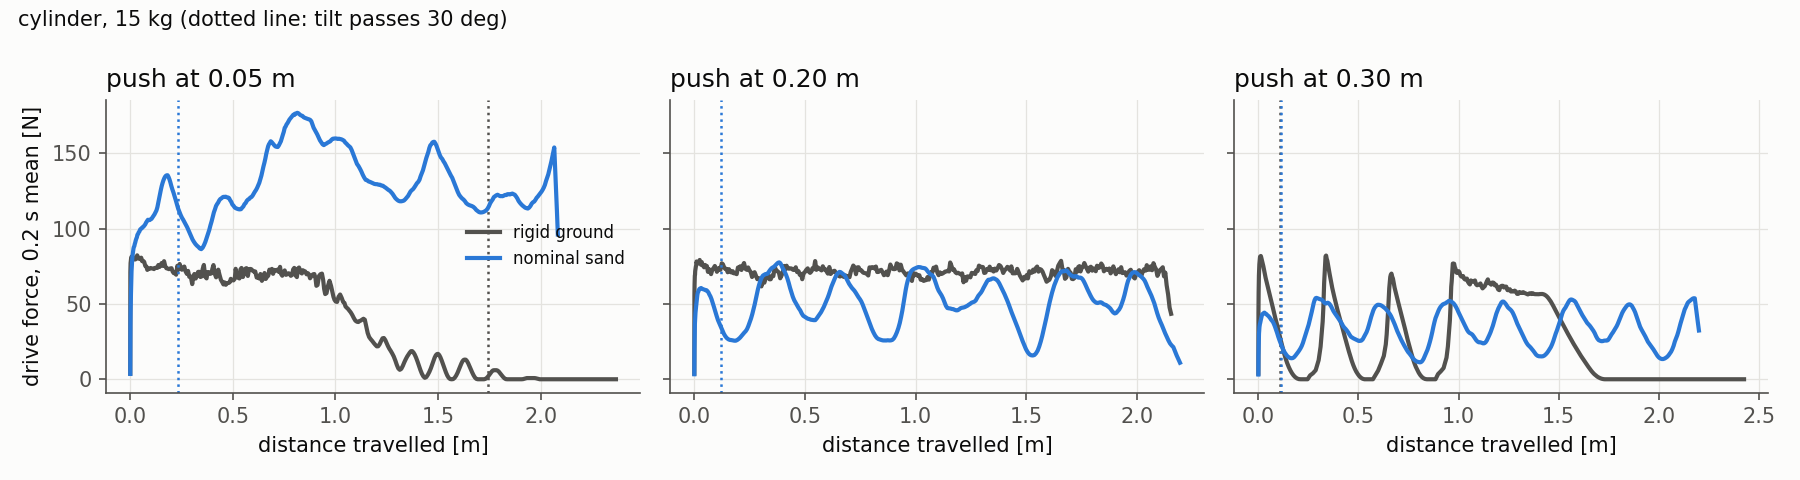 cylinder, 15 kg (dotted line: tilt passes 30 deg)
push at 0.05 m
push at 0.20 m
push at 0.30 m
drive force, 0.2 s mean [N]
150
100
50
0
rigid ground
nominal sand
0.0 0.5 1.0 1.5 2.0
0.0 0.5 1.0 1.5 2.0
0.0 0.5 1.0 1.5 2.0 2.5
distance travelled [m]
distance travelled [m]
distance travelled [m]